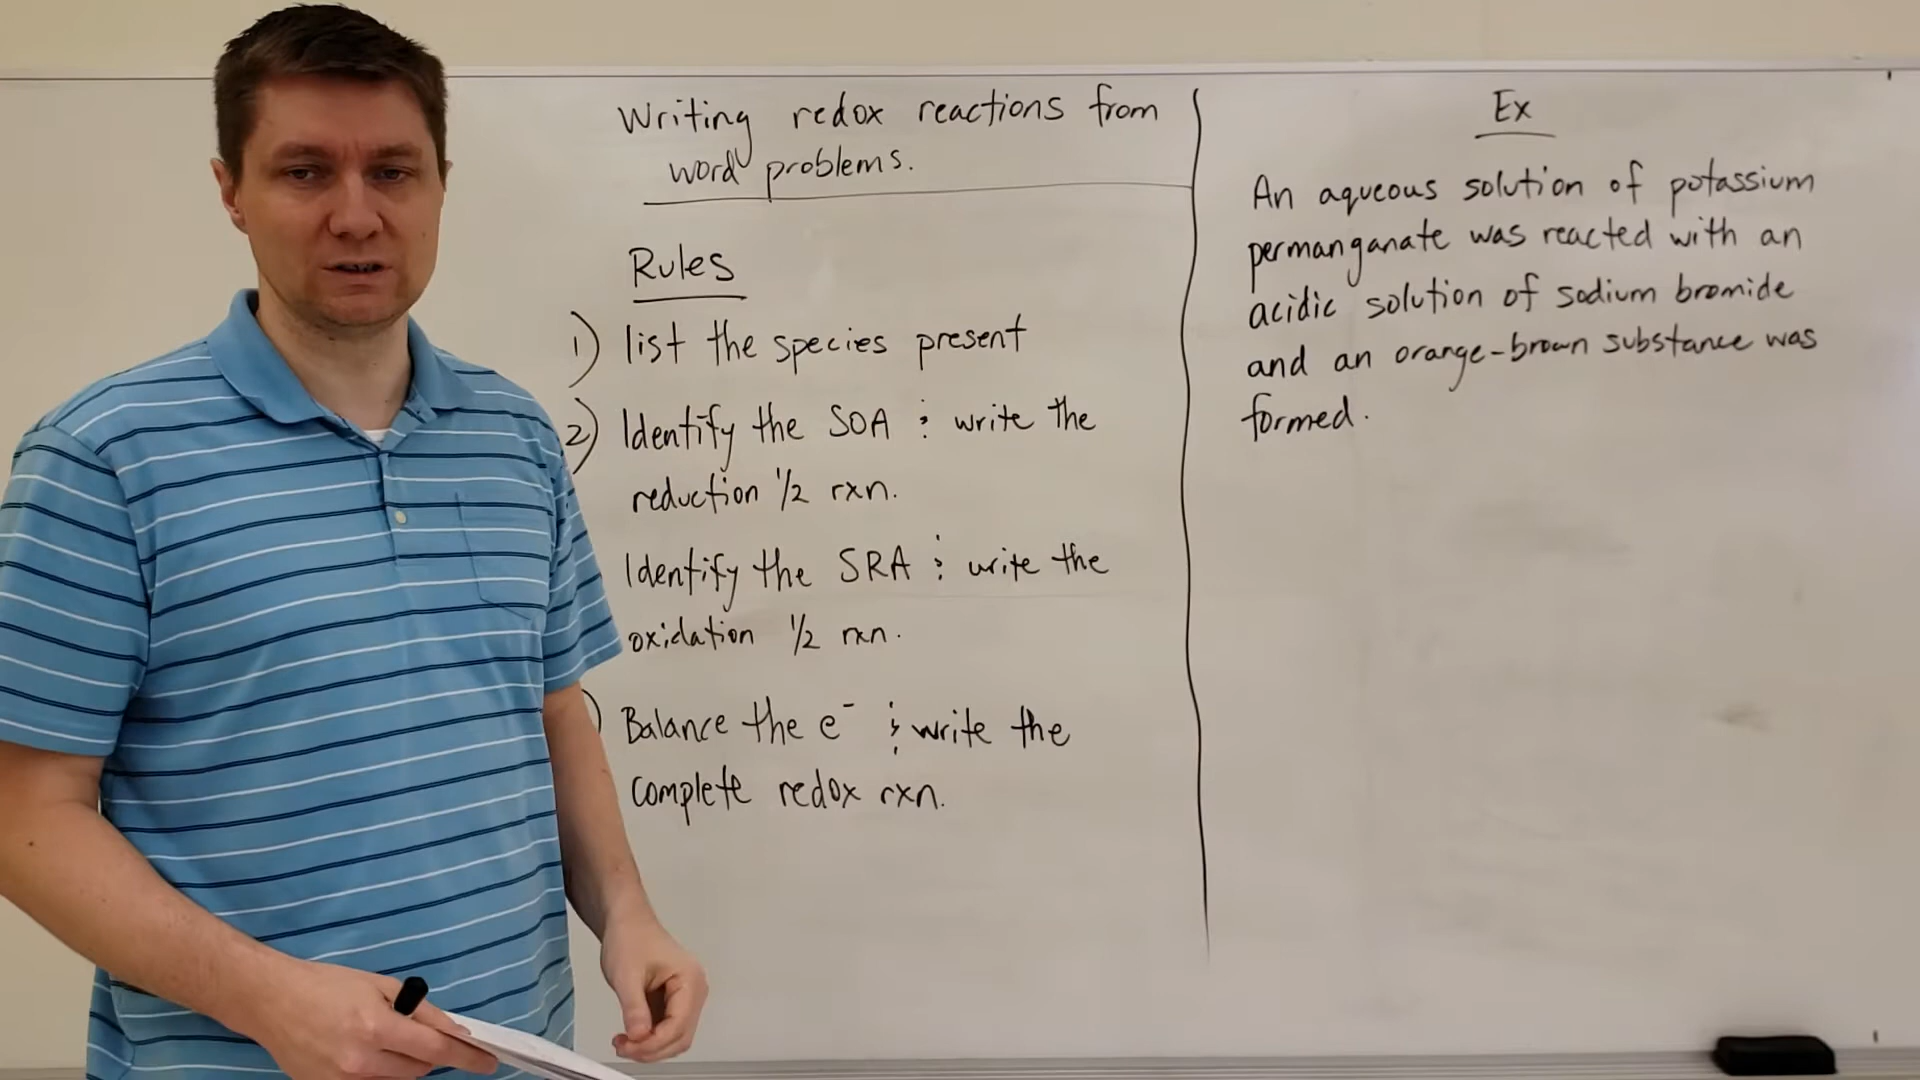 Writing redox reactions from
word problems.
Rules
1) list the species present
2) Identify the SOA & write the
reduction 1/2 rxn.
Identify the SRA & write the
oxidation 1/2 rxn.
) Balance the e⁻ & write the
complete redox rxn.
Ex
An aqueous solution of potassium
permanganate was reacted with an
acidic solution of sodium bromide
and an orange-brown substance was
formed.